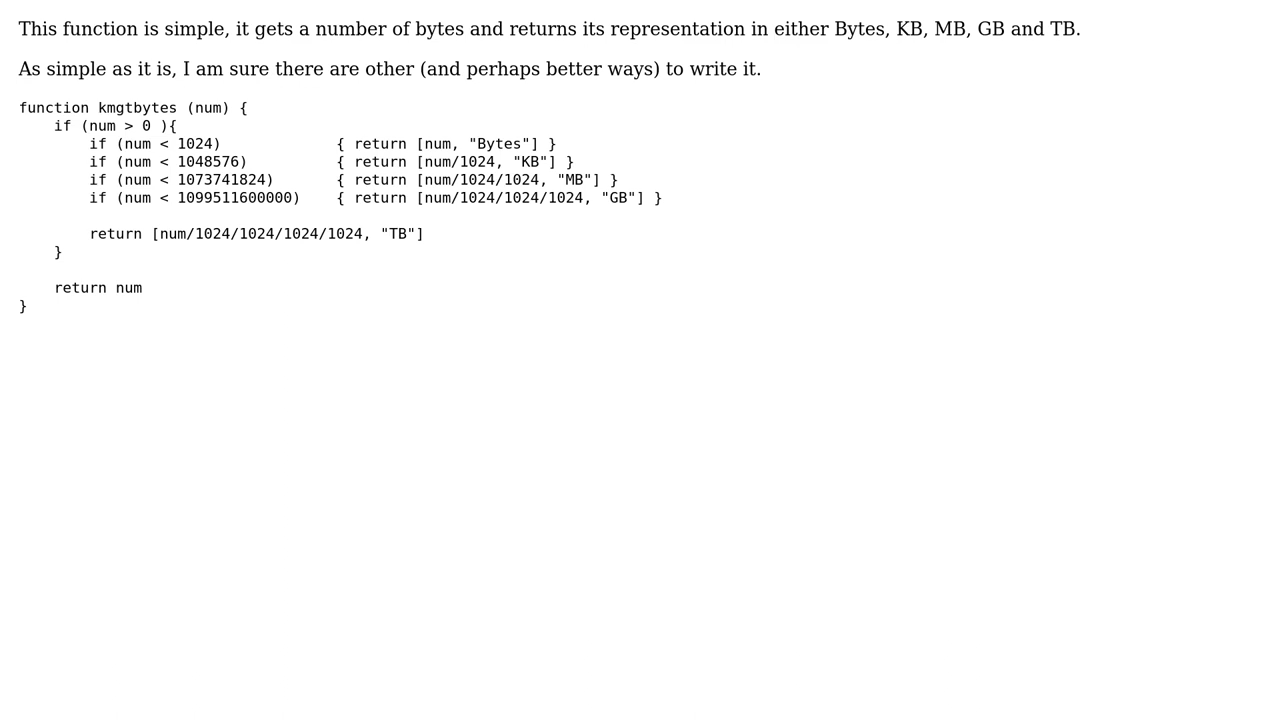 This function is simple, it gets a number of bytes and returns its representation in either Bytes, KB, MB, GB and TB.
As simple as it is, I am sure there are other (and perhaps better ways) to write it.
function kmgtbytes (num) {
    if (num > 0 ){
        if (num < 1024)             { return [num, "Bytes"] }
        if (num < 1048576)          { return [num/1024, "KB"] }
        if (num < 1073741824)       { return [num/1024/1024, "MB"] }
        if (num < 1099511600000)    { return [num/1024/1024/1024, "GB"] }
        return [num/1024/1024/1024/1024, "TB"]
    }
    return num
}